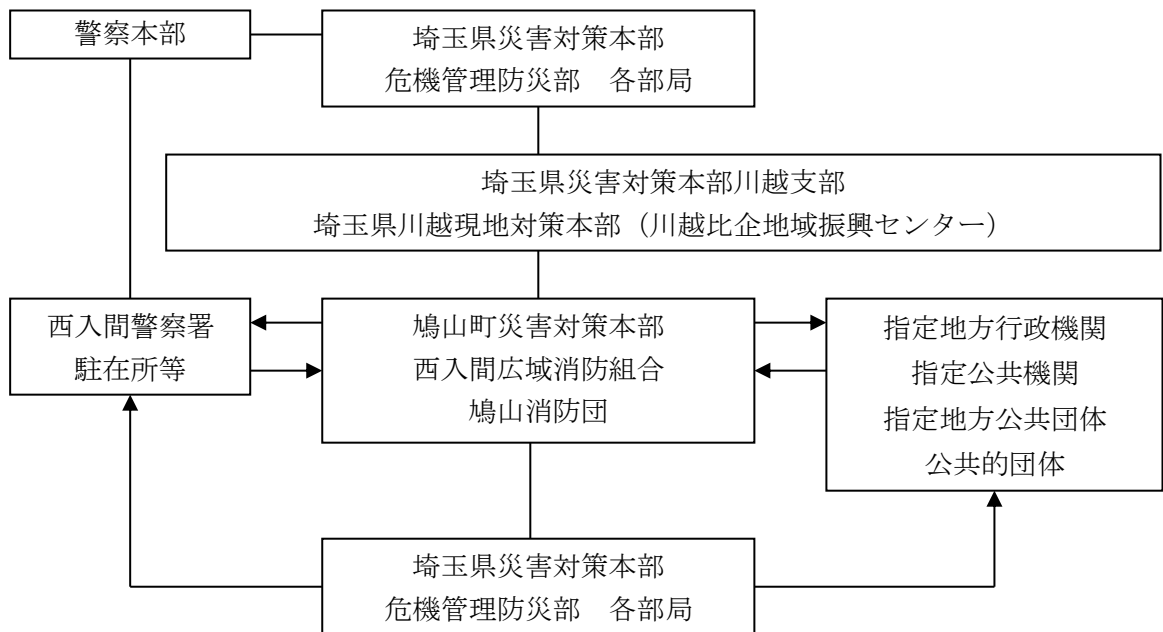 警察本部
埼玉県災害対策本部
危機管理防災部　各部局
埼玉県災害対策本部川越支部
埼玉県川越現地対策本部（川越比企地域振興センター）
西入間警察署
駐在所等
鳩山町災害対策本部
西入間広域消防組合
鳩山消防団
指定地方行政機関
指定公共機関
指定地方公共団体
公共的団体
埼玉県災害対策本部
危機管理防災部　各部局